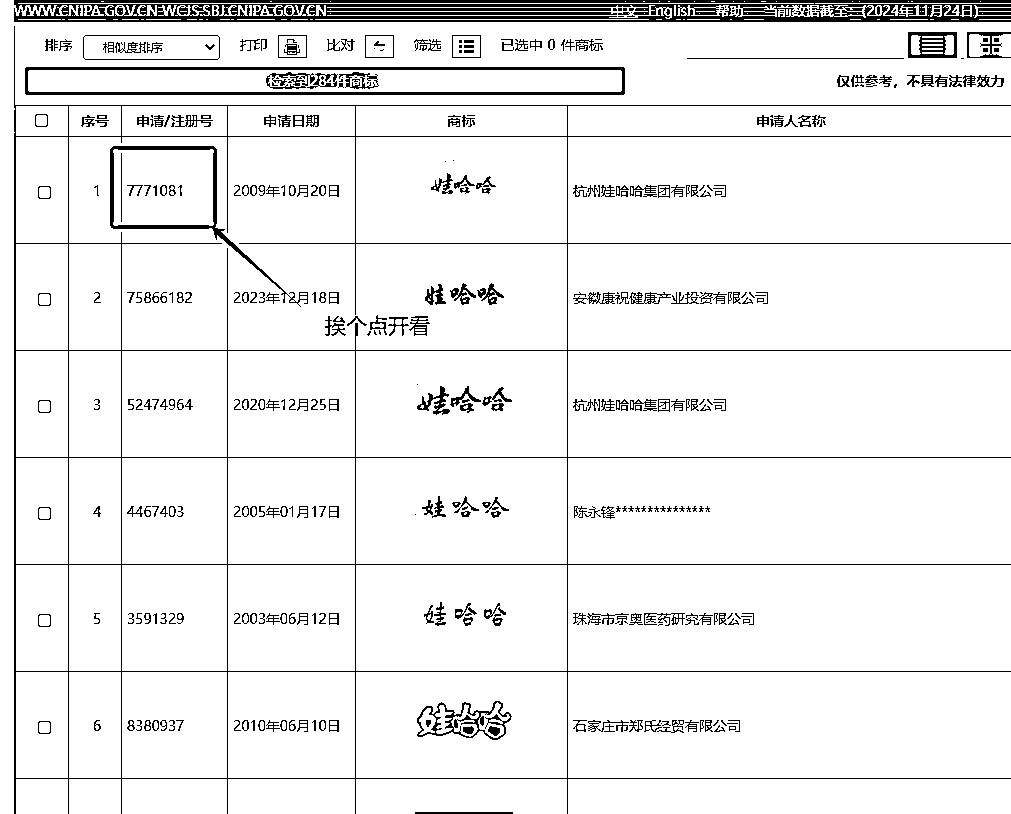 WWW.CNIPA.GOV.CN WCJS.SBJ.CNIPA.GOV.CN 中文 English 帮助 当前数据截至：(2024年11月24日)
排序 相似度排序 打印 比对 筛选 已选中 0 件商标
检索到284件商标 仅供参考，不具有法律效力
序号 申请/注册号 申请日期 商标 申请人名称
1 7771081 2009年10月20日 娃哈哈 杭州娃哈哈集团有限公司
2 75866182 2023年12月18日 娃哈哈 安徽康祝健康产业投资有限公司
挨个点开看
3 52474964 2020年12月25日 娃哈哈 杭州娃哈哈集团有限公司
4 4467403 2005年01月17日 娃哈哈 陈永锋***************
5 3591329 2003年06月12日 娃哈哈 珠海市京奥医药研究有限公司
6 8380937 2010年06月10日 娃哈哈 石家庄市郑氏经贸有限公司